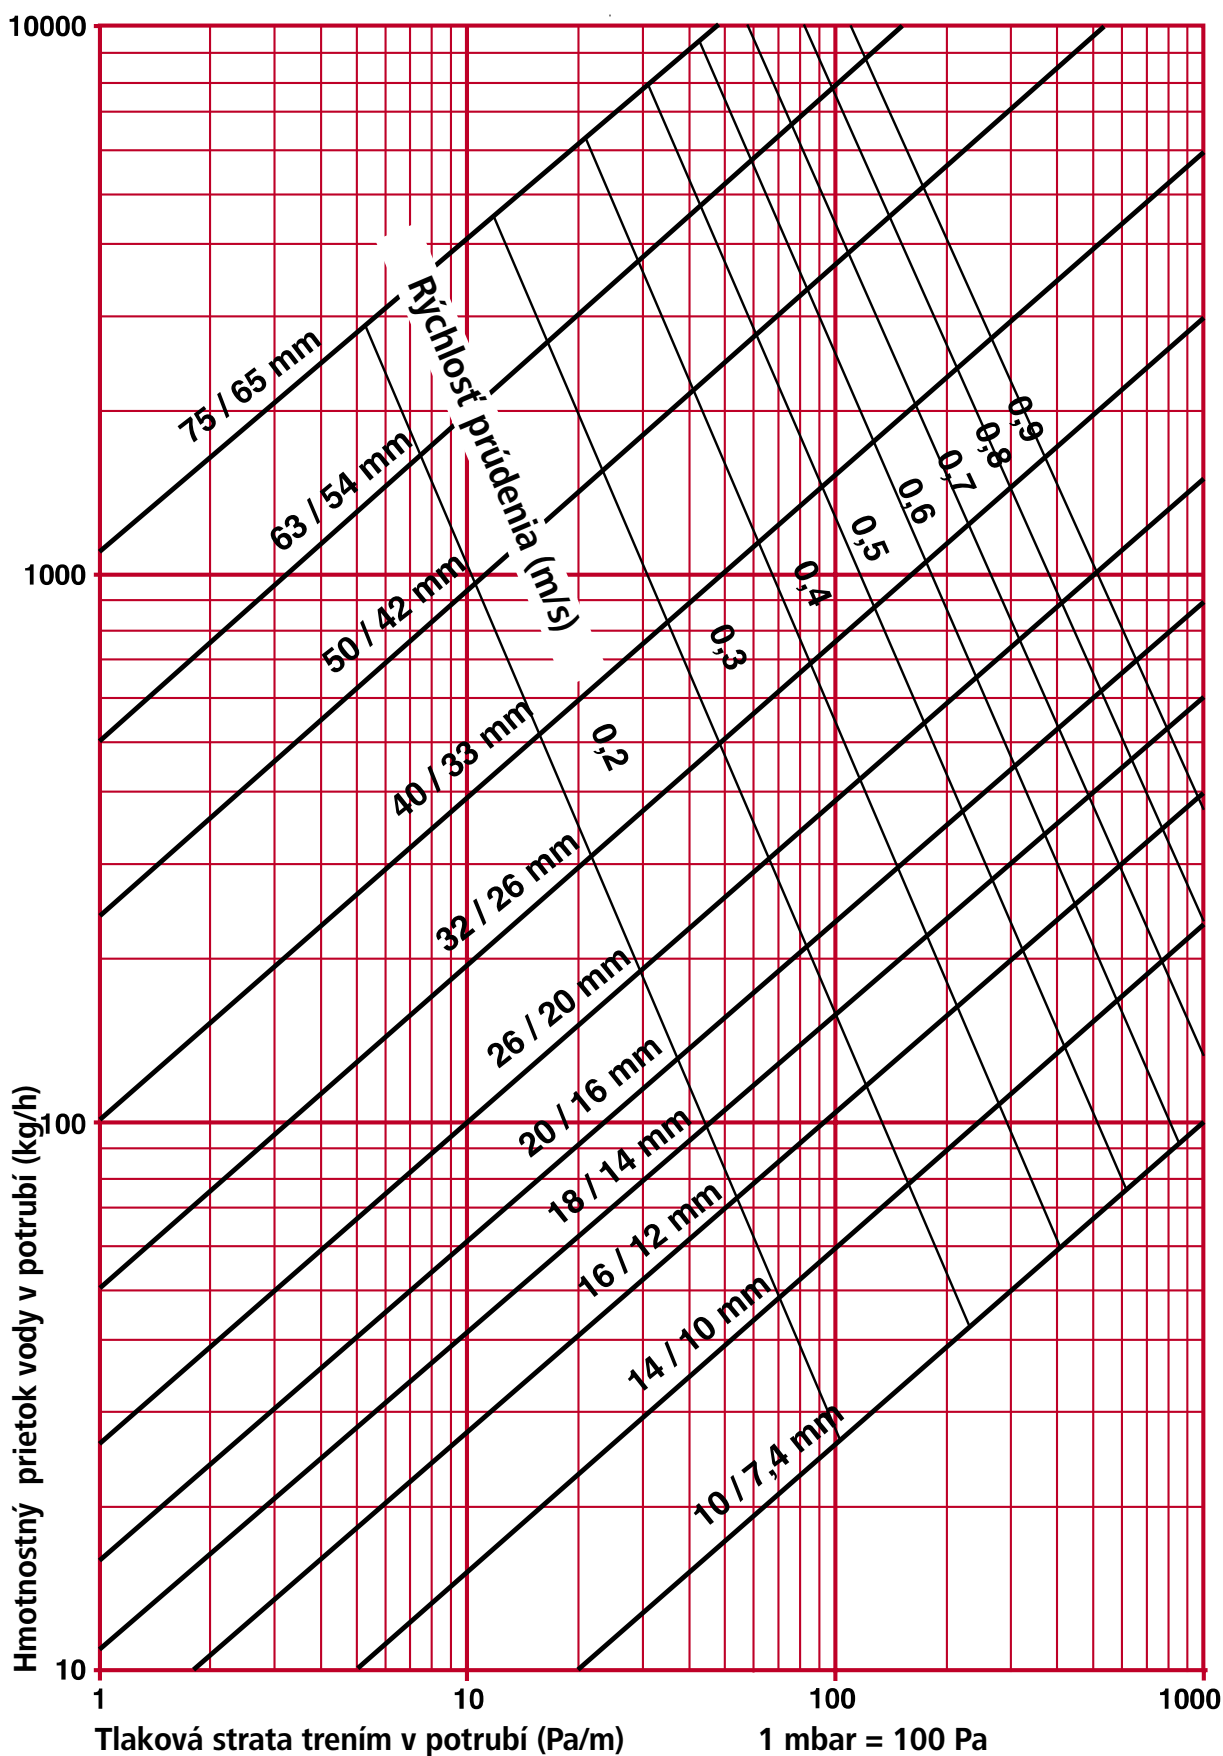 10000
1000
100
10
Hmotnostný prietok vody v potrubí (kg/h)
75 / 65 mm
63 / 54 mm
50 / 42 mm
40 / 33 mm
32 / 26 mm
26 / 20 mm
20 / 16 mm
18 / 14 mm
16 / 12 mm
14 / 10 mm
10 / 7,4 mm
Rýchlosť prúdenia (m/s)
0,2
0,3
0,4
0,5
0,6
0,7
0,8
0,9
1 10 100 1000
Tlaková strata trením v potrubí (Pa/m) 1 mbar = 100 Pa